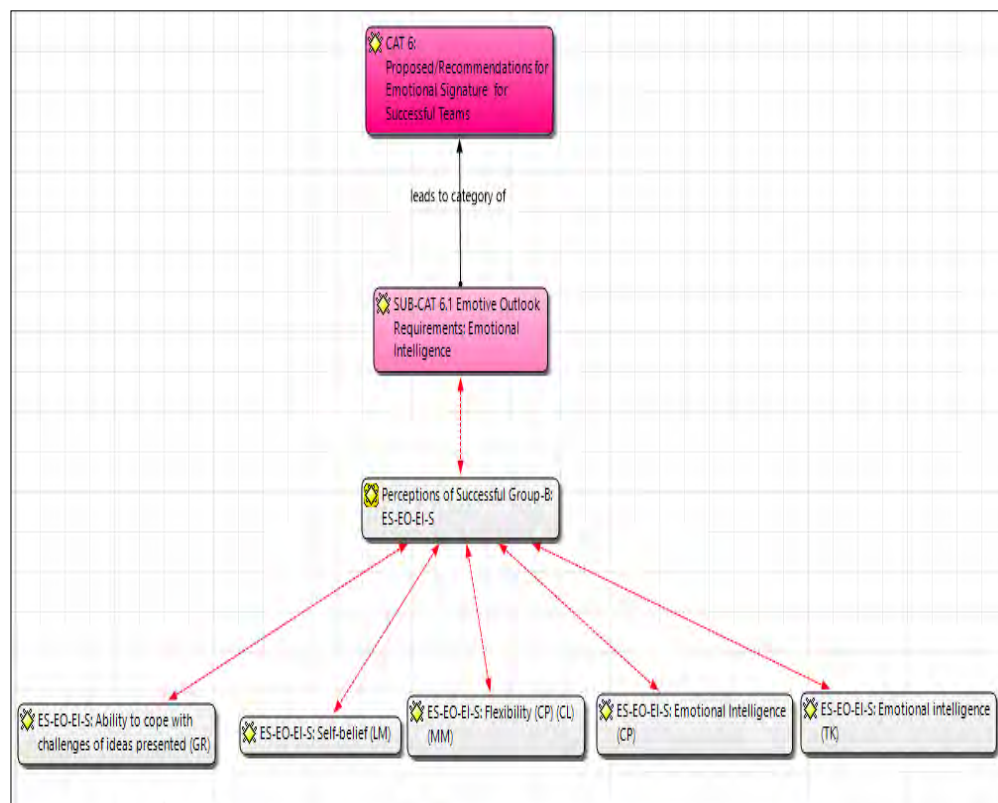 CAT 6:
Proposed/Recommendations for
Emotional Signature for
Successful Teams
leads to category of
SUB-CAT 6.1 Emotive Outlook
Requirements: Emotional
Intelligence
Perceptions of Successful Group-B:
ES-EO-EI-S
ES-EO-EI-S: Ability to cope with
challenges of ideas presented (GR)
ES-EO-EI-S: Self-belief (LM)
ES-EO-EI-S: Flexibility (CP) (CL)
(MM)
ES-EO-EI-S: Emotional Intelligence
(CP)
ES-EO-EI-S: Emotional intelligence
(TK)